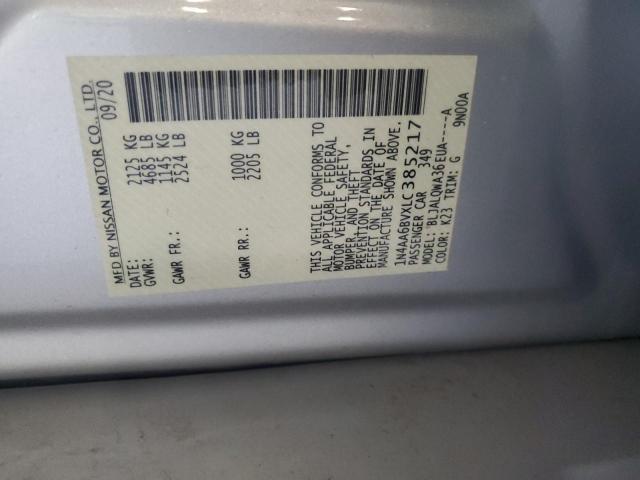 MFD BY NISSAN MOTOR CO., LTD.
DATE: 09/20
GVWR: 2125 KG
4685 LB
GAWR FR.: 1145 KG
2524 LB
GAWR RR.: 1000 KG
2205 LB
THIS VEHICLE CONFORMS TO
ALL APPLICABLE FEDERAL
MOTOR VEHICLE SAFETY,
BUMPER, AND THEFT
PREVENTION STANDARDS IN
EFFECT ON THE DATE OF
MANUFACTURE SHOWN ABOVE.
1N4AA6BVXLC385217
PASSENGER CAR 349
MODEL: BLJALQWA36EUA----A
COLOR: K23 TRIM: G 9N00A